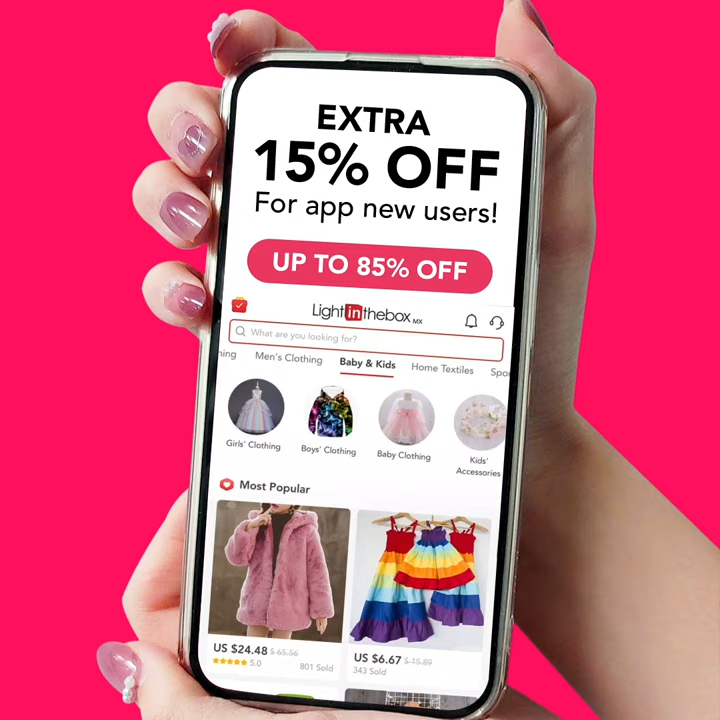 EXTRA
15% OFF
For app new users!
UP TO 85% OFF
Lightinthebox MX
What are you looking for?
hing Men's Clothing Baby & Kids Home Textiles Spo
Girls' Clothing Boys' Clothing Baby Clothing Kids'
Accessories
Most Popular
US $24.48 $ 65.56
5.0 801 Sold
US $6.67 $ 15.89
343 Sold